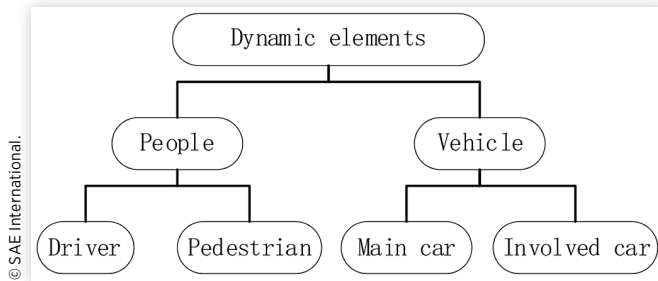 Dynamic elements
People
Vehicle
Driver
Pedestrian
Main car
Involved car
© SAE International.